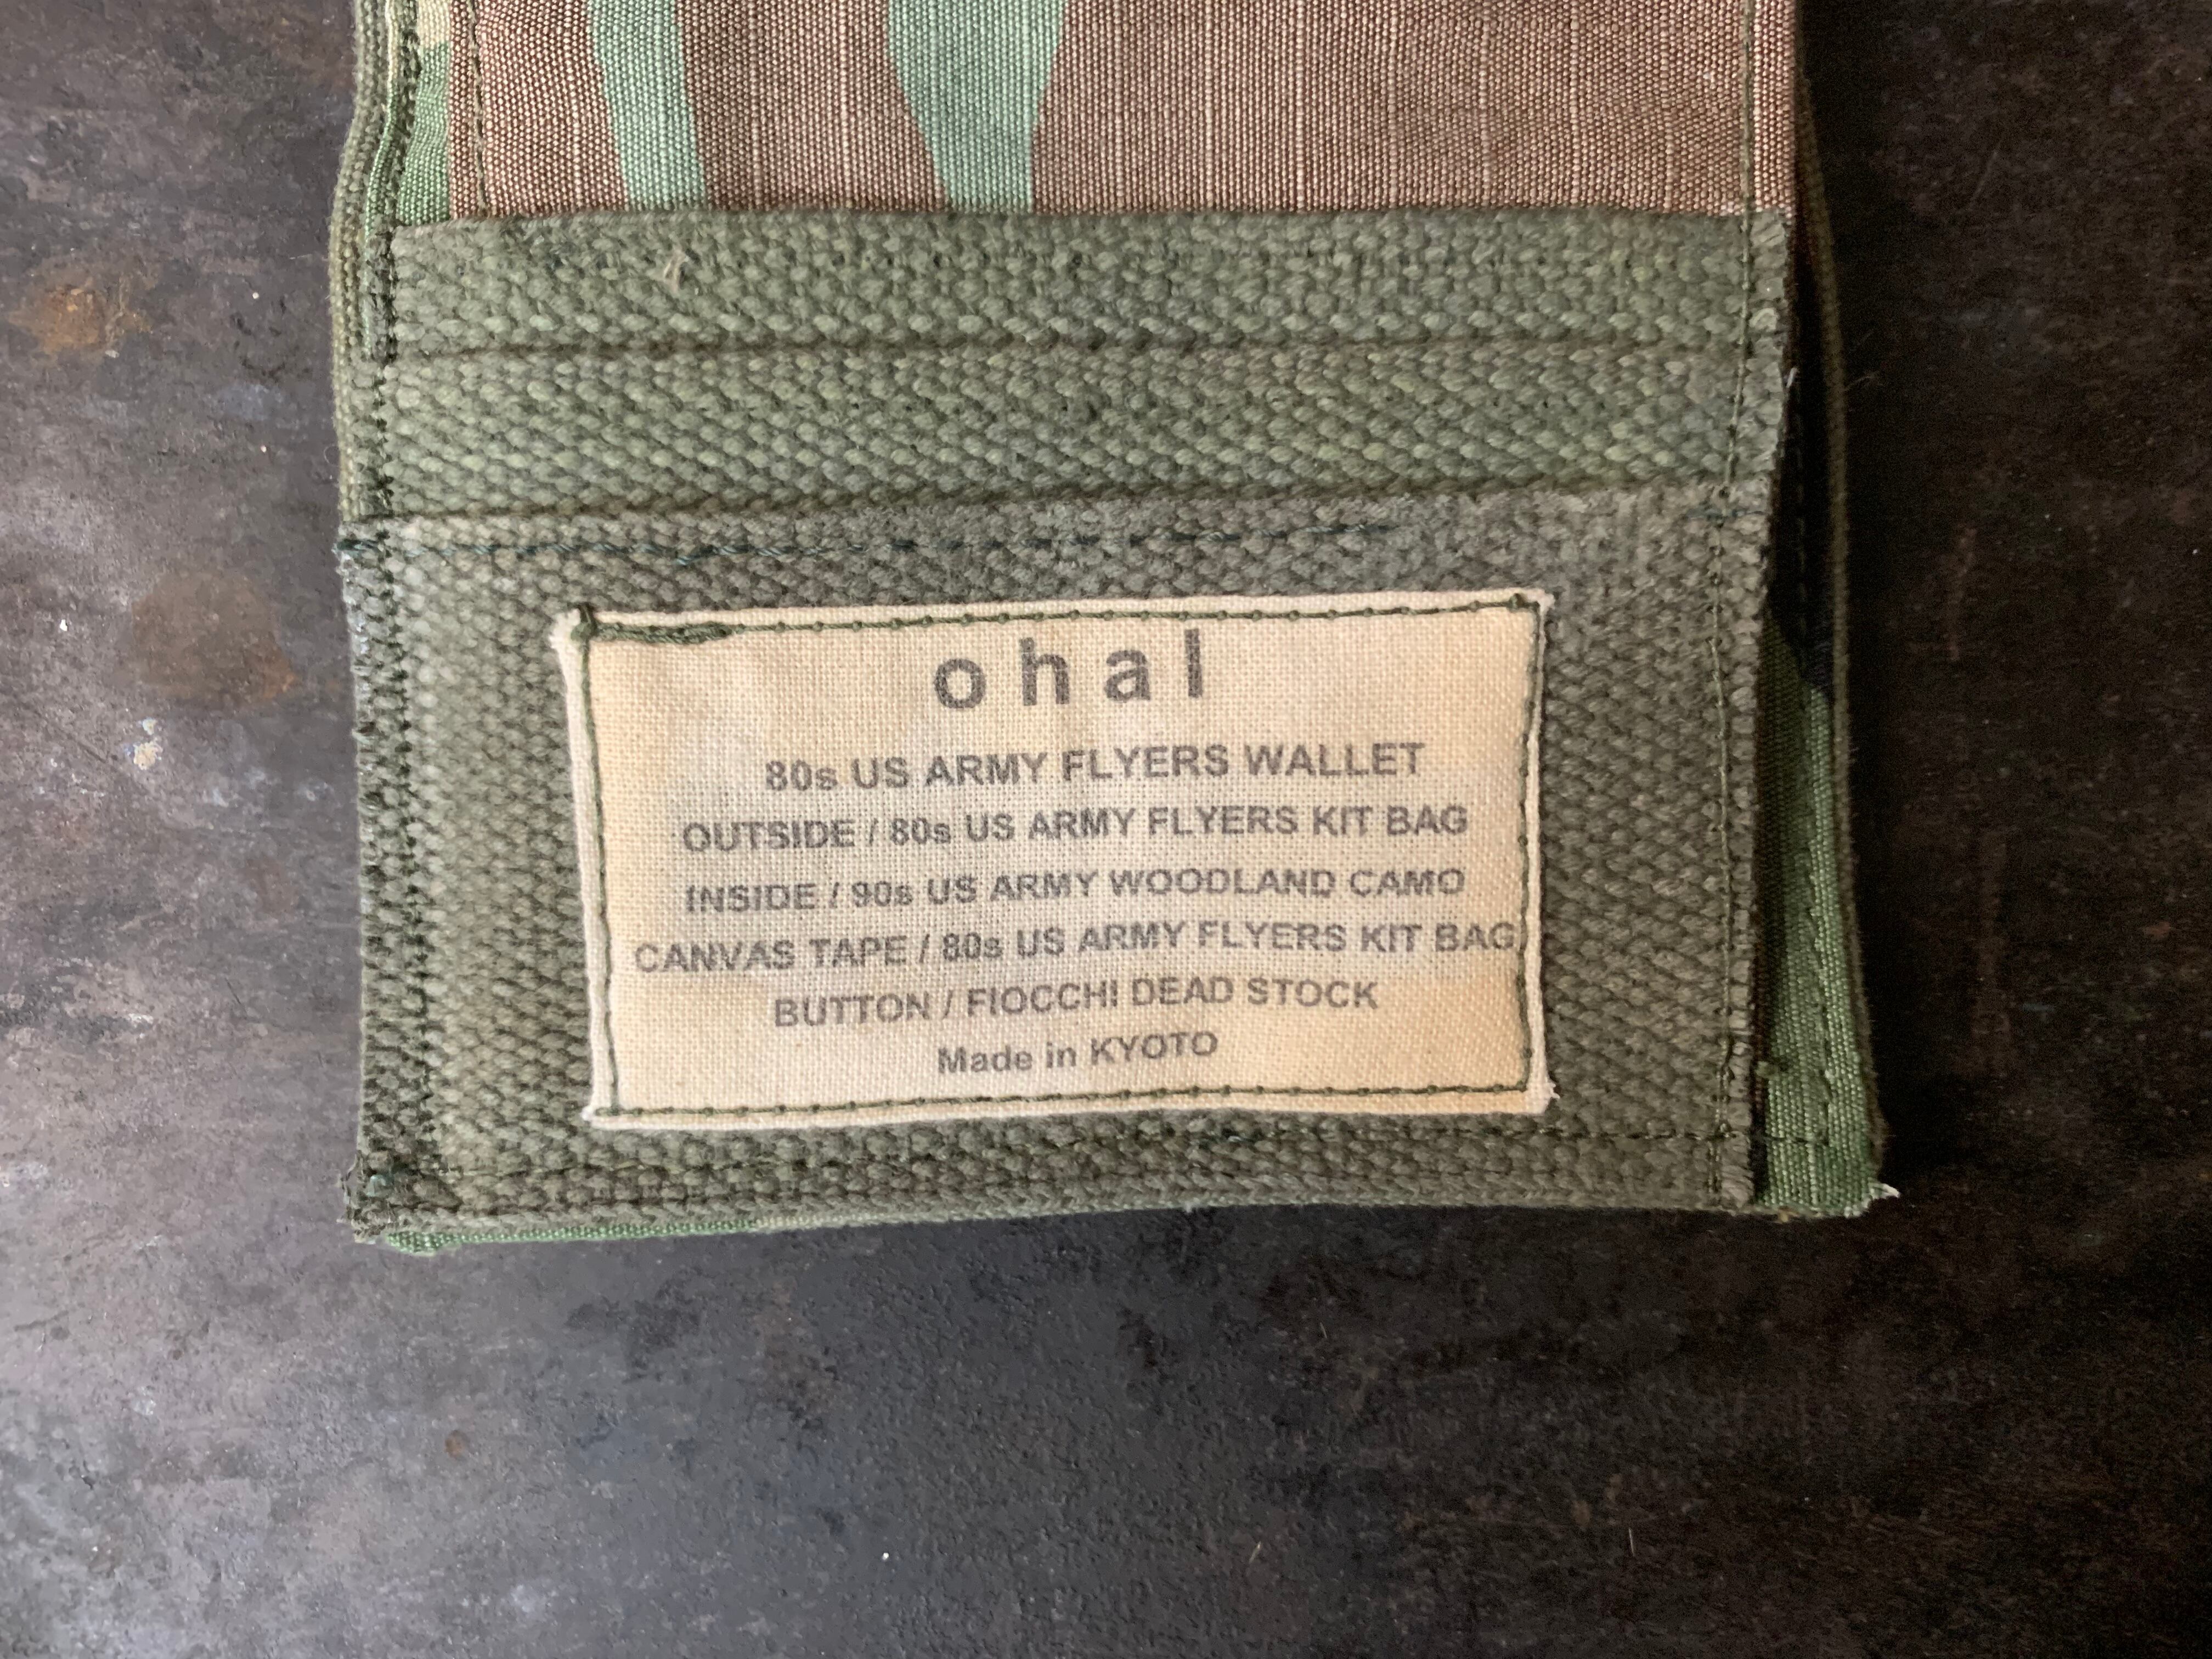 ohal
80s US ARMY FLYERS WALLET
OUTSIDE / 80s US ARMY FLYERS KIT BAG
INSIDE / 90s US ARMY WOODLAND CAMO
CANVAS TAPE / 80s US ARMY FLYERS KIT BAG
BUTTON / FIOCCHI DEAD STOCK
Made in KYOTO